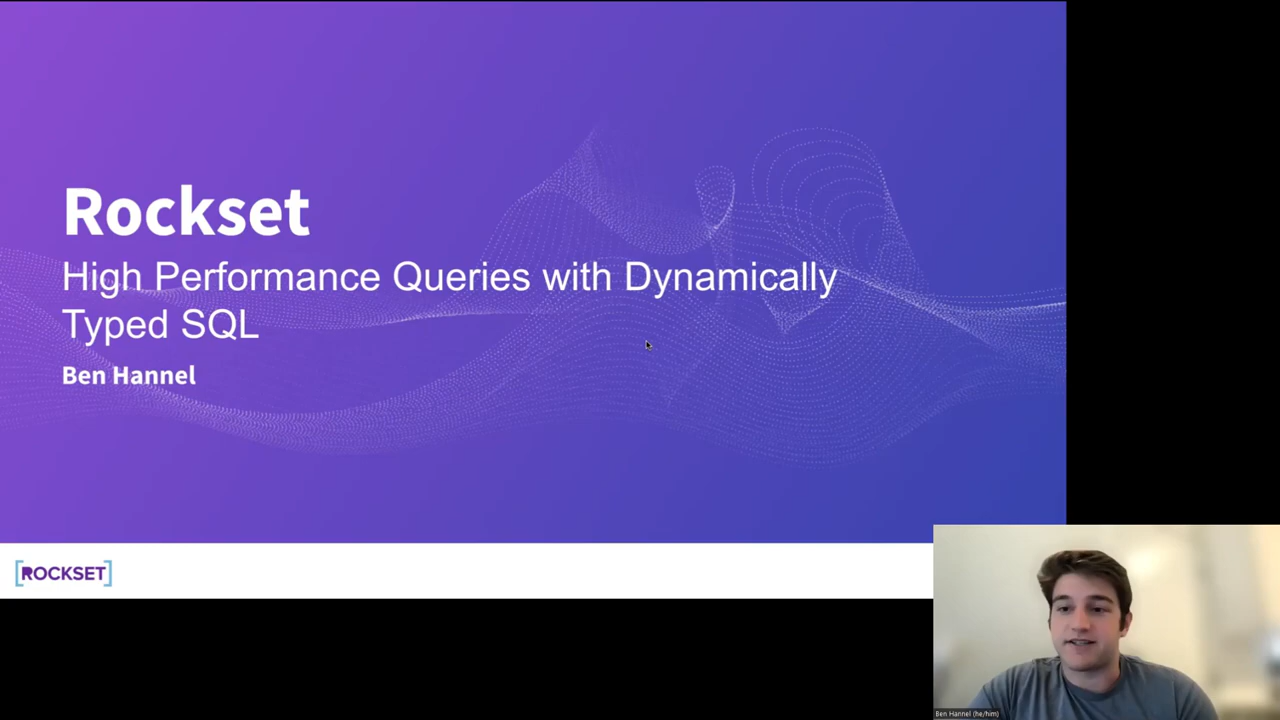 Rockset
High Performance Queries with Dynamically
Typed SQL
Ben Hannel
[ROCKSET]
Ben Hannel (he/him)